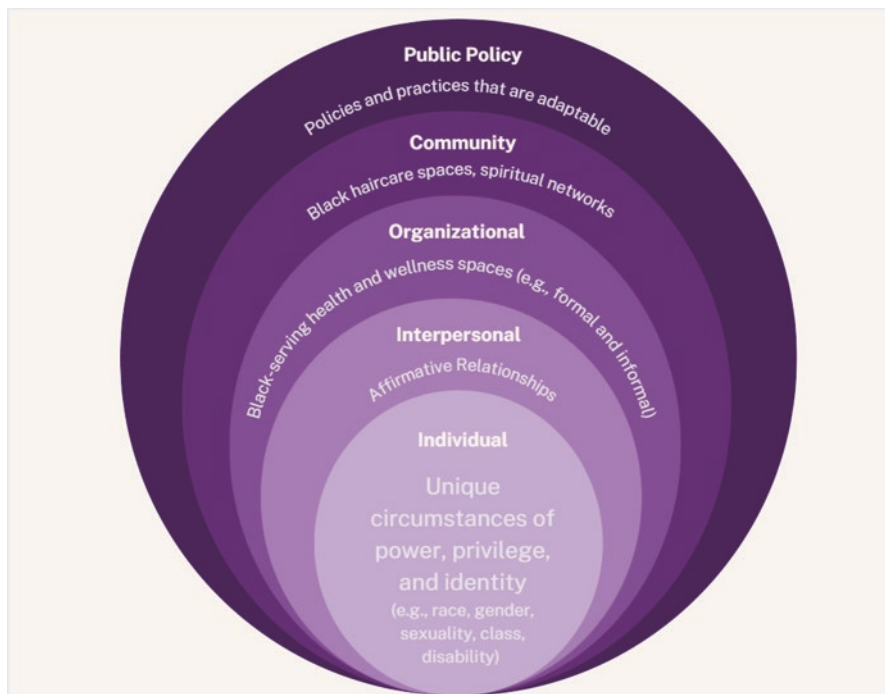 Public Policy
Policies and practices that are adaptable
Community
Black haircare spaces, spiritual networks
Organizational
Black-serving health and wellness spaces (e.g., formal and informal)
Interpersonal
Affirmative Relationships
Individual
Unique
circumstances of
power, privilege,
and identity
(e.g., race, gender,
sexuality, class,
disability)